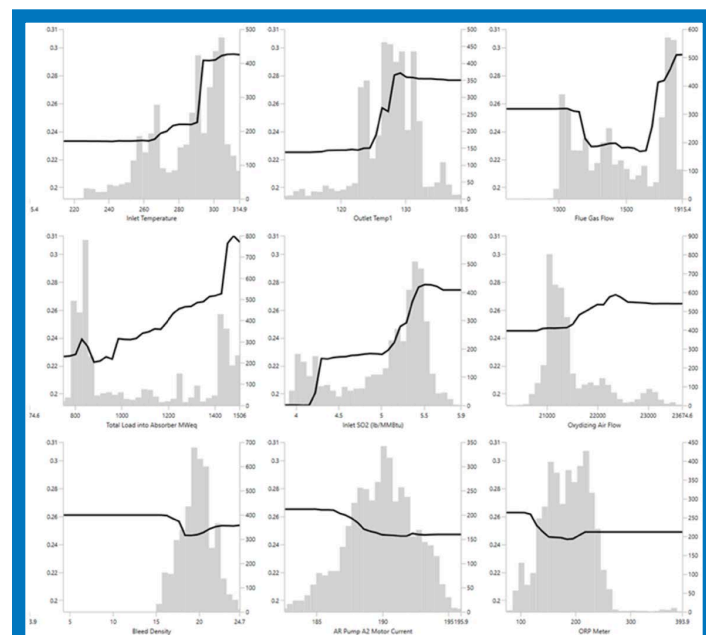 0.31 500 0.31 500 0.31 600
0.3 450 0.3 450 0.3 500
400 400
0.28 350 0.28 350 0.28 400
0.26 300 0.26 300 0.26
250 250 300
0.24 200 0.24 200 0.24
150 150 200
0.22 100 0.22 100 0.22 100
0.2 50 0.2 50 0.2
0 0 0
5.4 220 240 260 280 300 314.9 120 130 138.5 1000 1500 1915.4
Inlet Temperature Outlet Temp1 Flue Gas Flow
0.31 800 0.31 600 0.31 900
0.3 700 0.3 500 0.3 800
600 700
0.28 500 0.28 400 0.28 600
0.26 400 0.26 300 0.26 500
400
0.24 300 0.24 200 0.24 300
0.22 200 0.22 100 0.22 200
0.2 100 0.2 0.2 100
0 0 0
74.6 800 1000 1200 1400 1506 4 4.5 5 5.5 5.9 21000 22000 23000 23674.6
Total Load into Absorber MWeq Inlet SO2 (lb/MMBtu) Oxydizing Air Flow
0.31 700 0.31 350 0.31 450
0.3 600 0.3 300 0.3 400
350
0.28 500 0.28 250 0.28 300
0.26 400 0.26 200 0.26 250
0.24 300 0.24 150 0.24 200
200 150
0.22 0.22 100 0.22 100
0.2 100 0.2 50 0.2 50
0 0 0
3.9 5 10 15 20 24.7 185 190 195 195.9 100 200 300 393.9
Bleed Density AR Pump A2 Motor Current ORP Meter